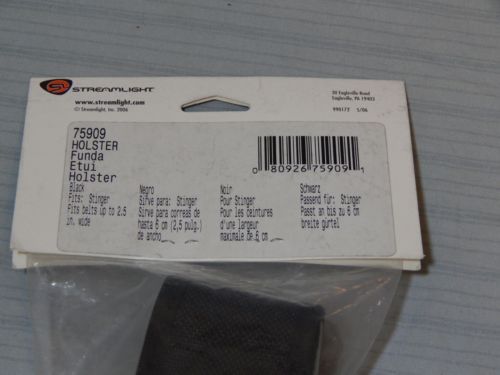 STREAMLIGHT
www.streamlight.com
© Streamlight, Inc. 2006
30 Eagleville Road
Eagleville, PA 19403
990172 5/06
75909
HOLSTER
Funda
Etui
Holster
0 80926 75909 1
Black
Fits: Stinger
Fits belts up to 2.5
in. wide
Negro
Sirve para: Stinger
Sirve para correas de
hasta 6 cm (2,5 pulg.)
de ancho
Noir
Pour Stinger
Pour les ceintures
d'une largeur
maximale de 6 cm
Schwarz
Passend für: Stinger
Passt an bis zu 6 cm
breite gürtel